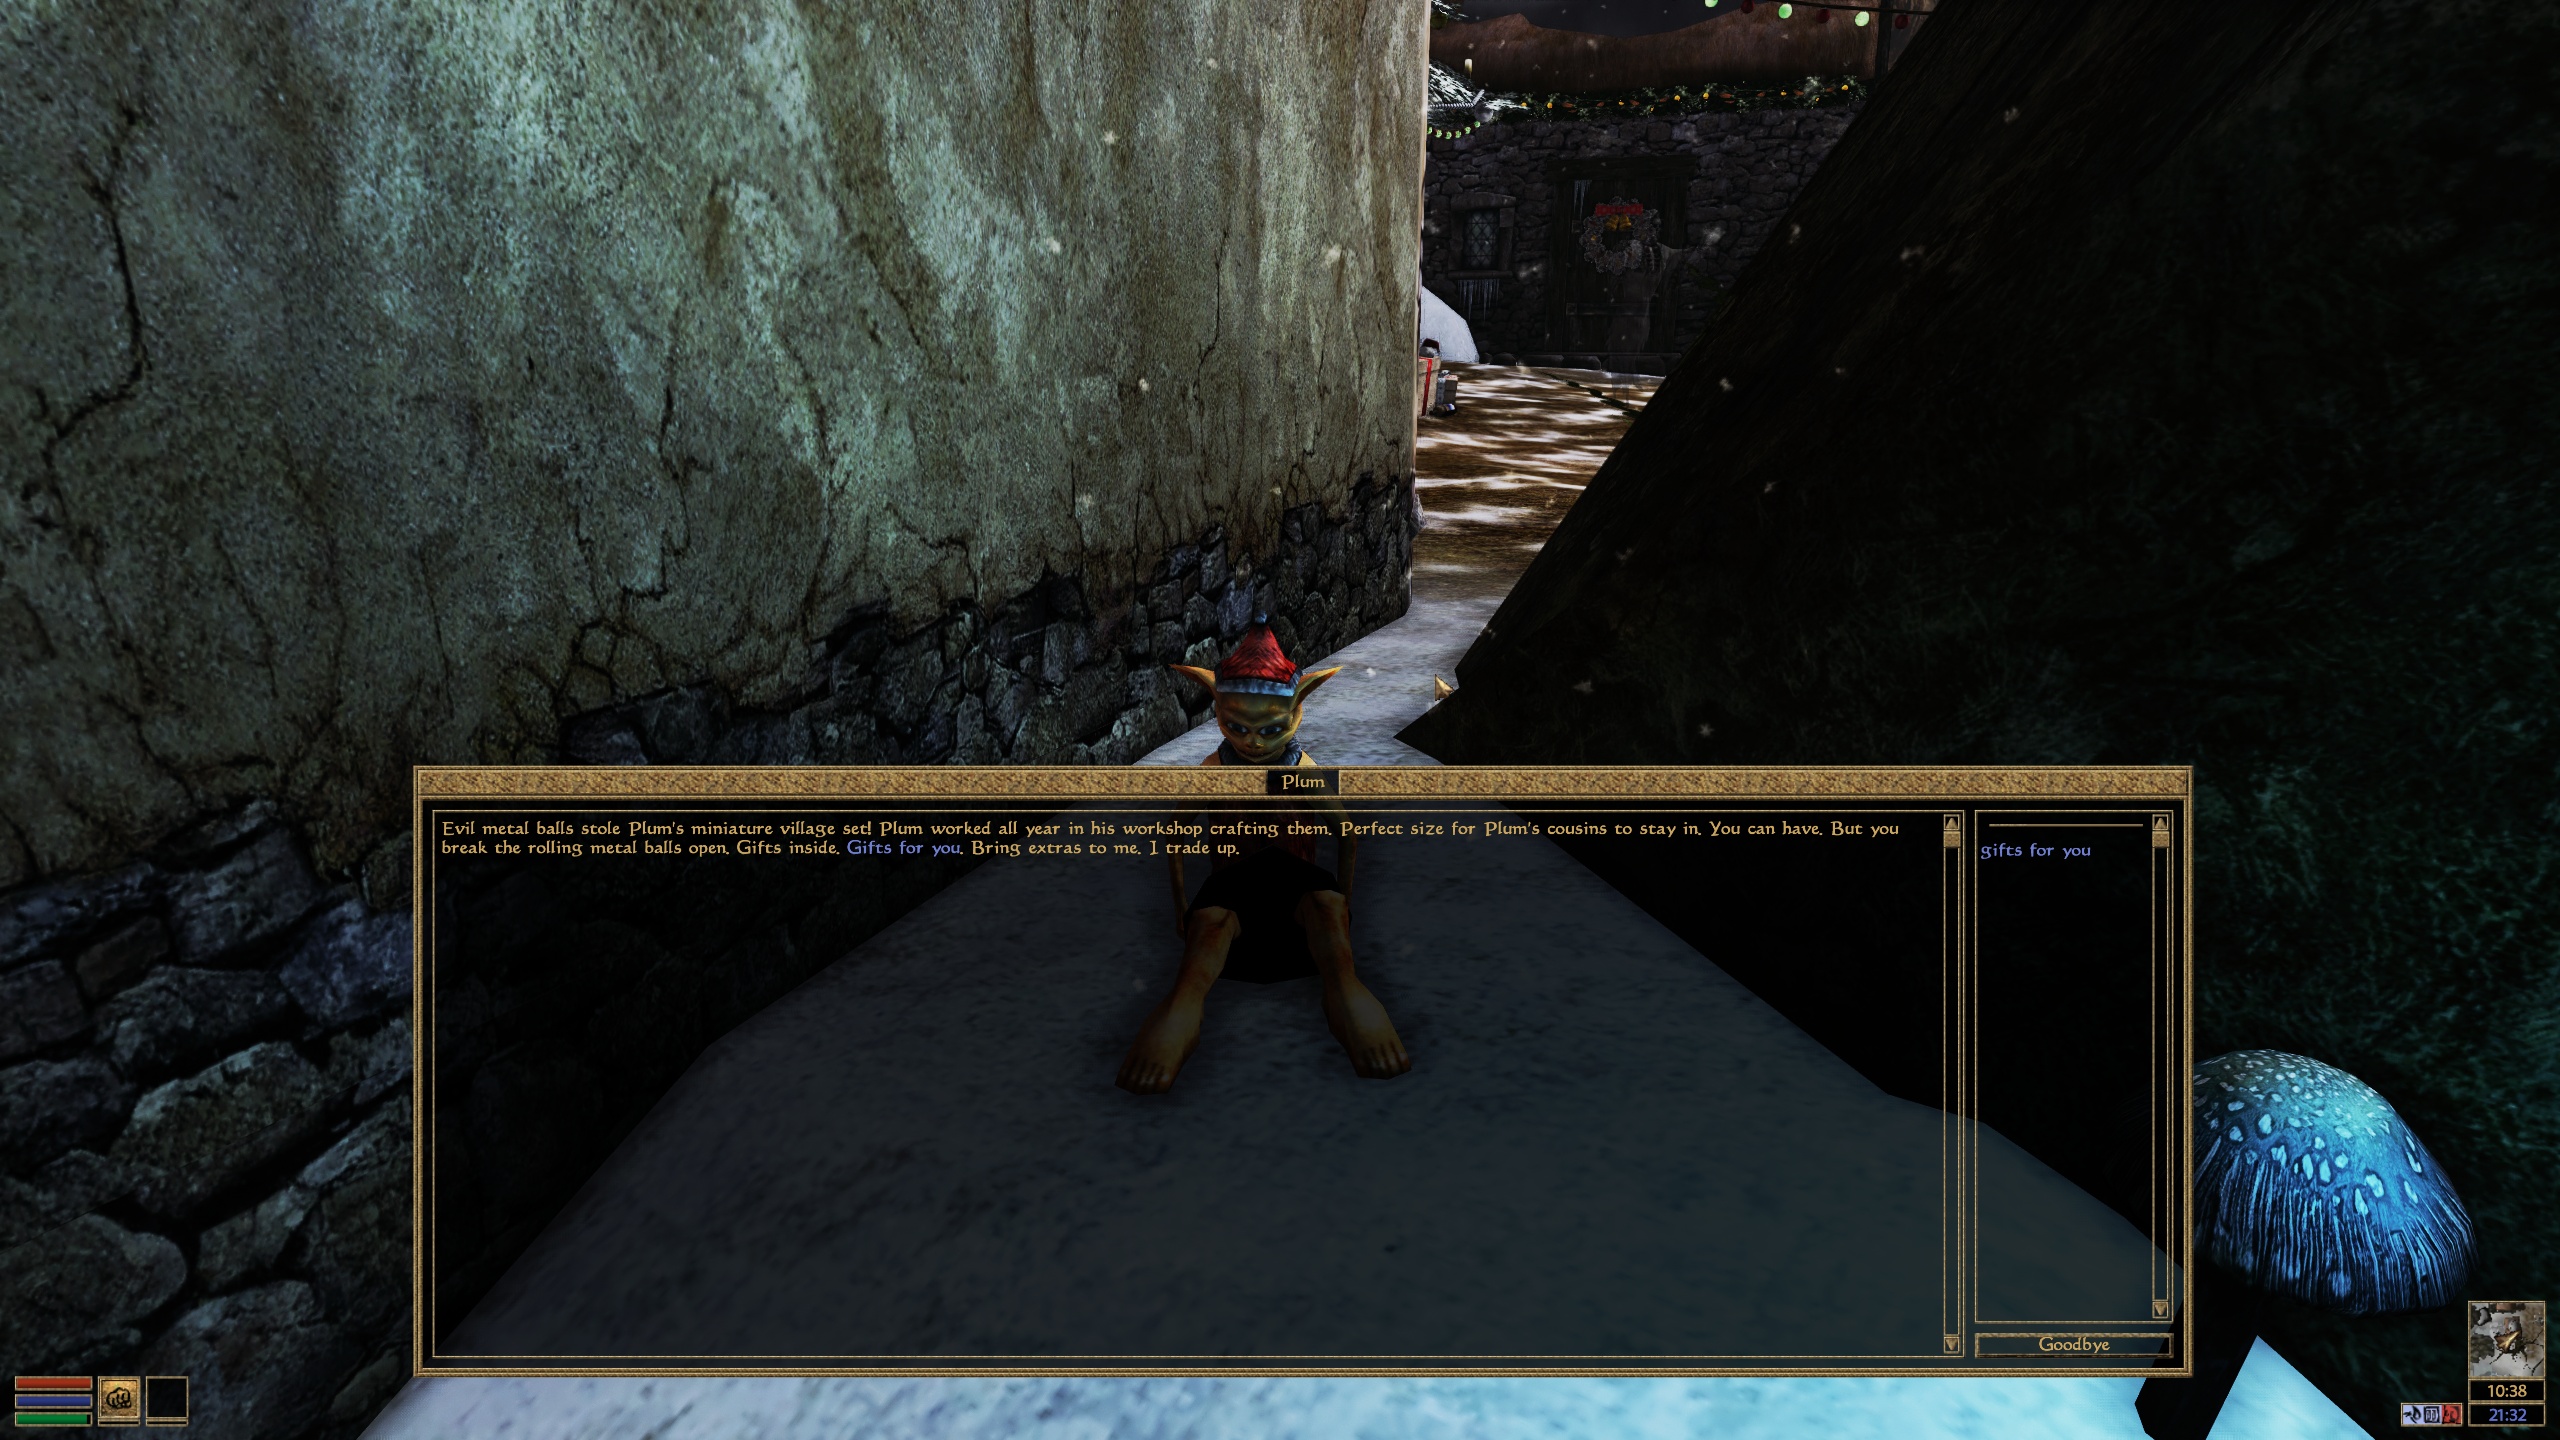 Plum
Evil metal balls stole Plum's miniature village set! Plum worked all year in his workshop crafting them. Perfect size for Plum's cousins to stay in. You can have. But you
break the rolling metal balls open. Gifts inside. Gifts for you. Bring extras to me. I trade up.
gifts for you
Goodbye
10:38
21:32